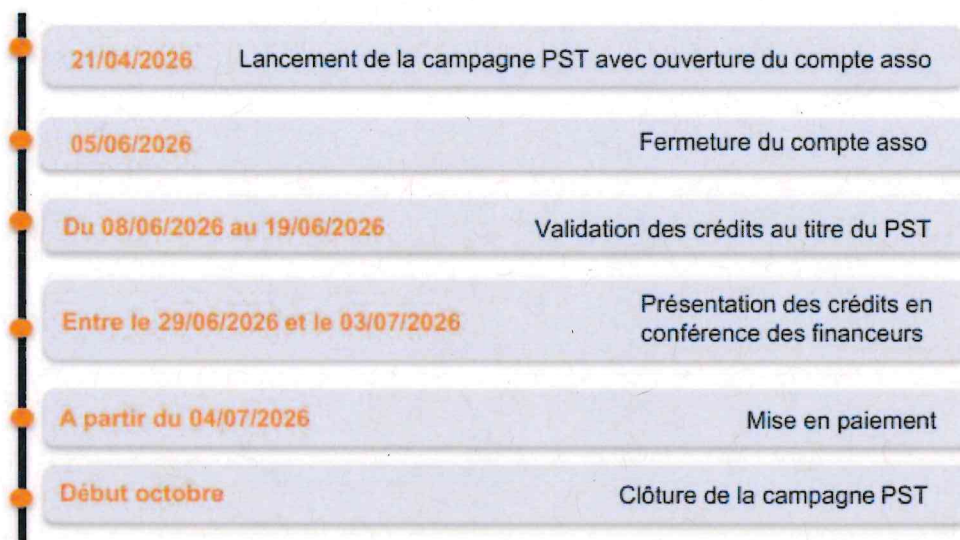 21/04/2026 Lancement de la campagne PST avec ouverture du compte asso
05/06/2026 Fermeture du compte asso
Du 08/06/2026 au 19/06/2026 Validation des crédits au titre du PST
Entre le 29/06/2026 et le 03/07/2026 Présentation des crédits en
conférence des financeurs
A partir du 04/07/2026 Mise en paiement
Début octobre Clôture de la campagne PST